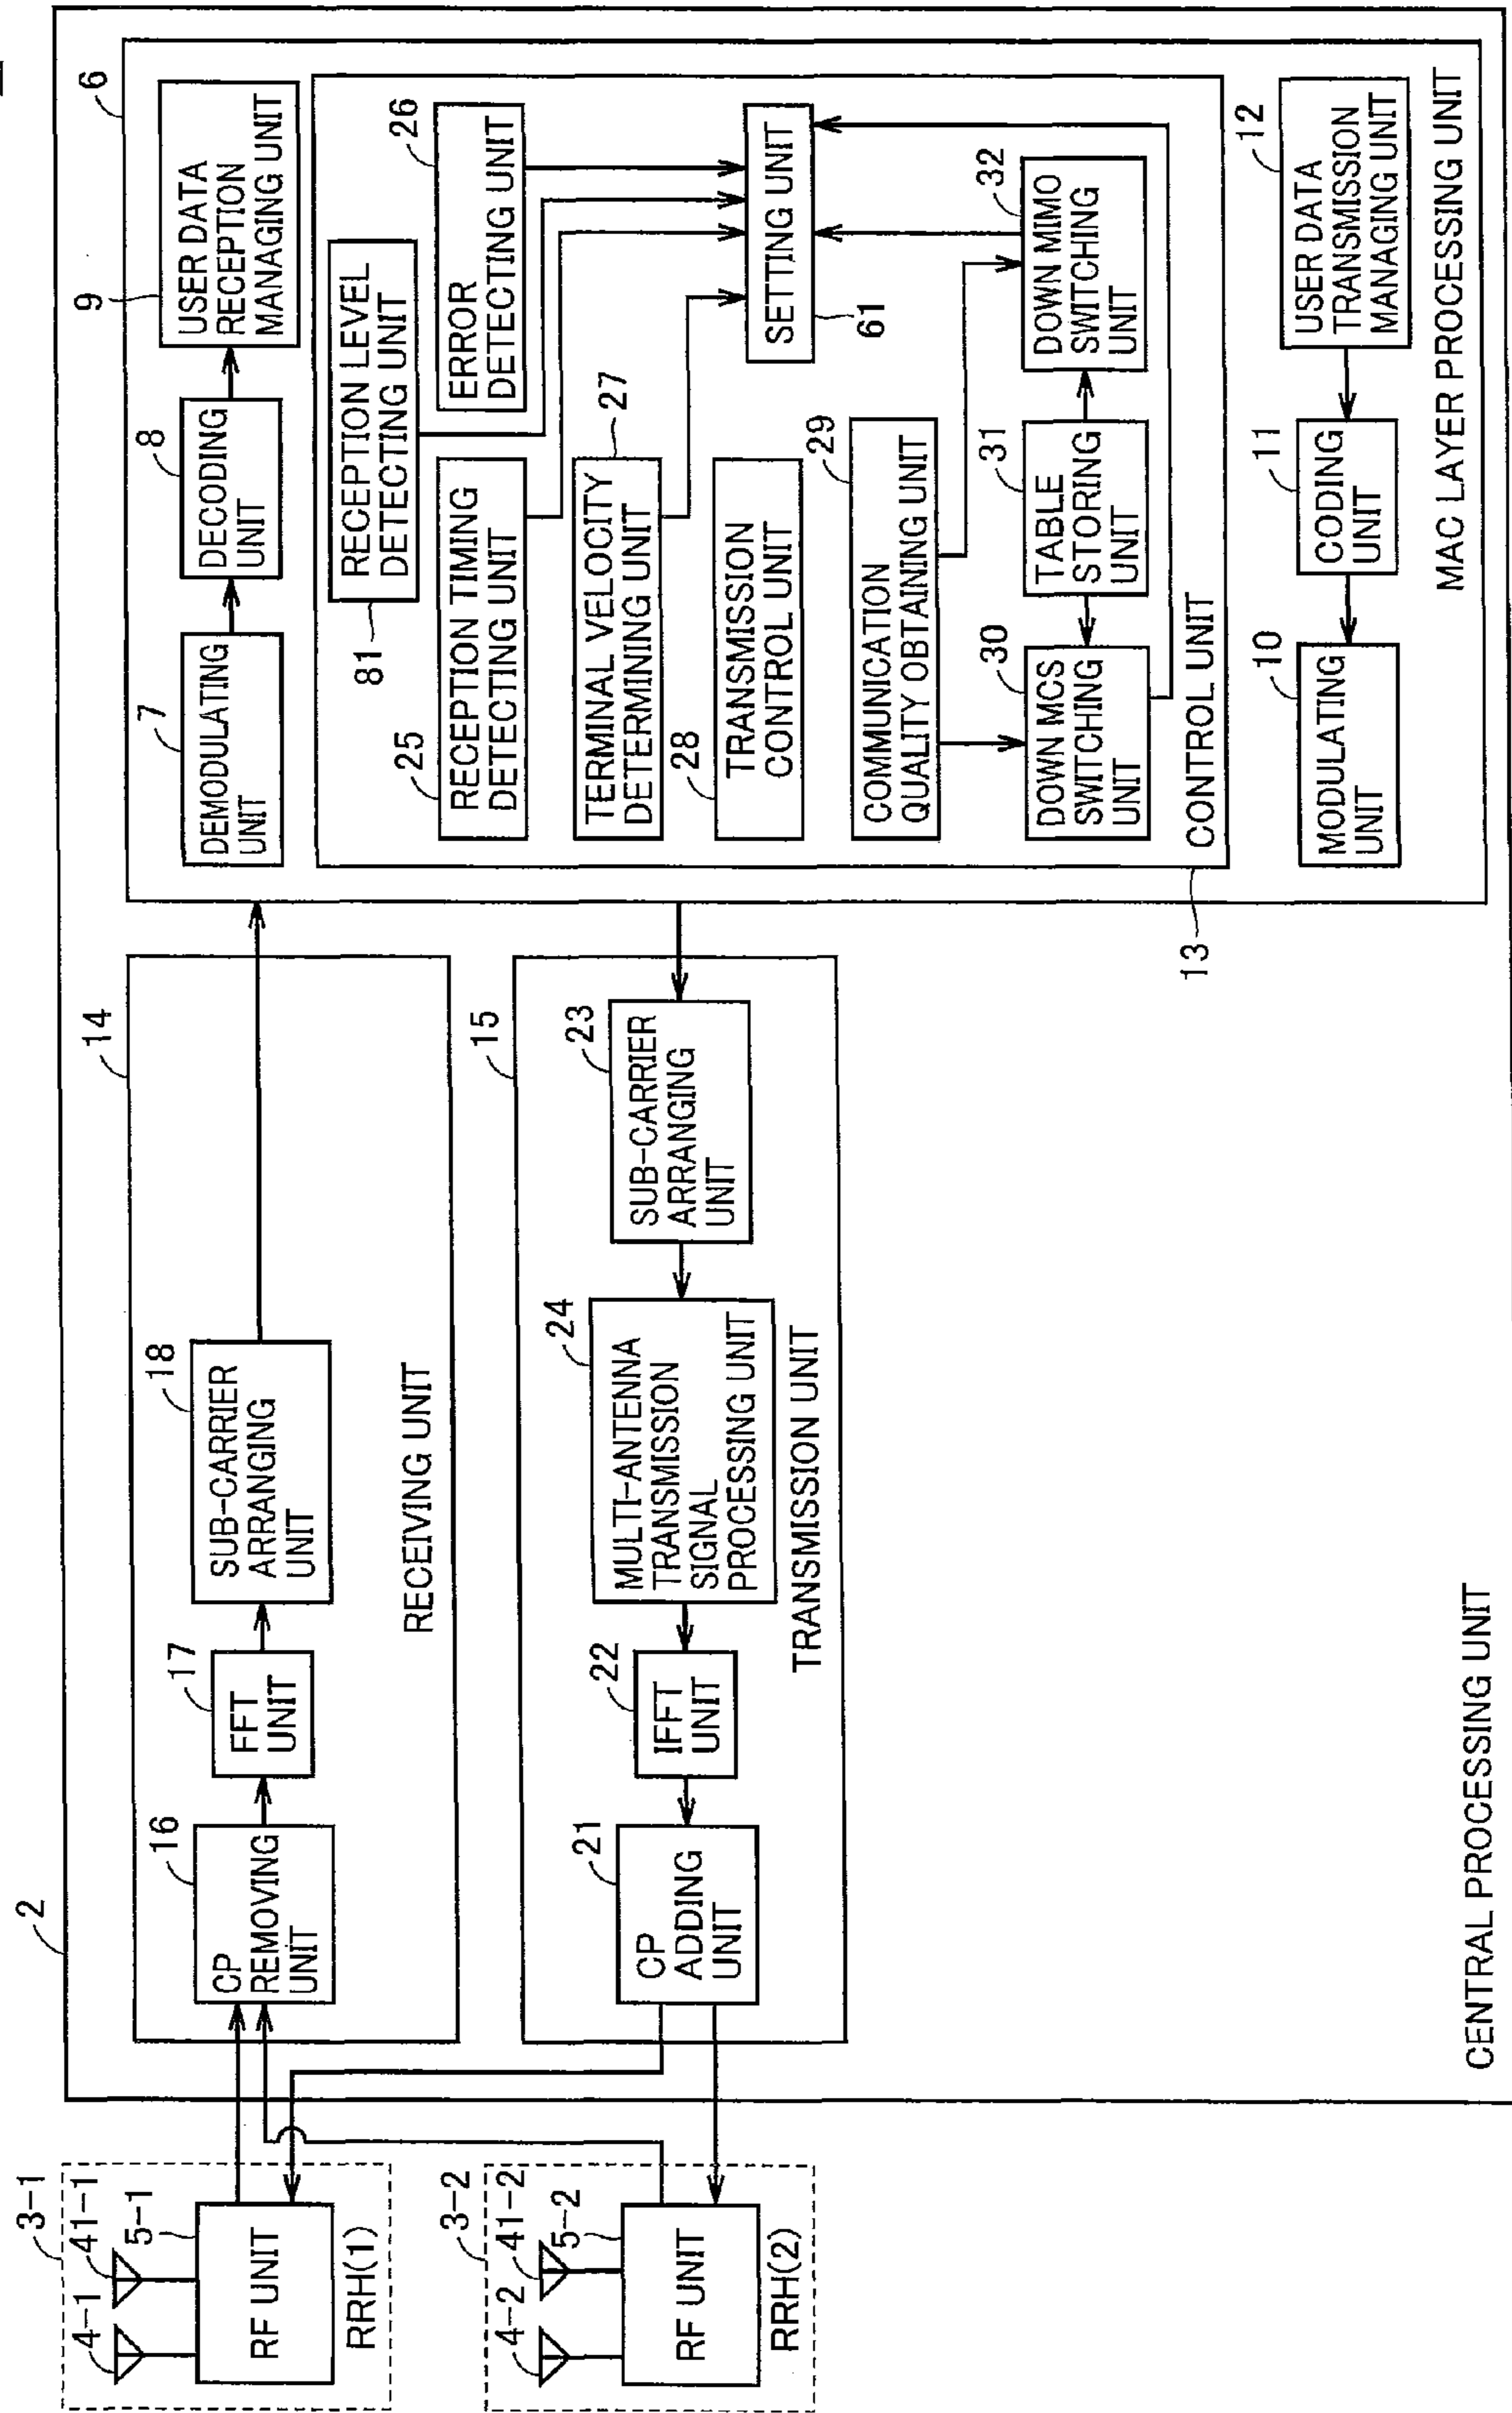 3-1
4-1
41-1
5-1
RF UNIT
RRH(1)
3-2
4-2
41-2
5-2
RF UNIT
RRH(2)
2
14
16
CP
REMOVING
UNIT
17
FFT
UNIT
18
SUB-CARRIER
ARRANGING
UNIT
RECEIVING UNIT
15
21
CP
ADDING
UNIT
22
IFFT
UNIT
24
MULTI-ANTENNA
TRANSMISSION
SIGNAL
PROCESSING UNIT
23
SUB-CARRIER
ARRANGING
UNIT
TRANSMISSION UNIT
6
7
DEMODULATING
UNIT
8
DECODING
UNIT
9
USER DATA
RECEPTION
MANAGING UNIT
81
RECEPTION LEVEL
DETECTING UNIT
25
RECEPTION TIMING
DETECTING UNIT
26
ERROR
DETECTING UNIT
27
TERMINAL VELOCITY
DETERMINING UNIT
28
TRANSMISSION
CONTROL UNIT
SETTING UNIT
61
29
COMMUNICATION
QUALITY OBTAINING UNIT
30
DOWN MCS
SWITCHING
UNIT
31
TABLE
STORING
UNIT
32
DOWN MIMO
SWITCHING
UNIT
CONTROL UNIT
13
10
MODULATING
UNIT
11
CODING
UNIT
12
USER DATA
TRANSMISSION
MANAGING UNIT
MAC LAYER PROCESSING UNIT
CENTRAL PROCESSING UNIT